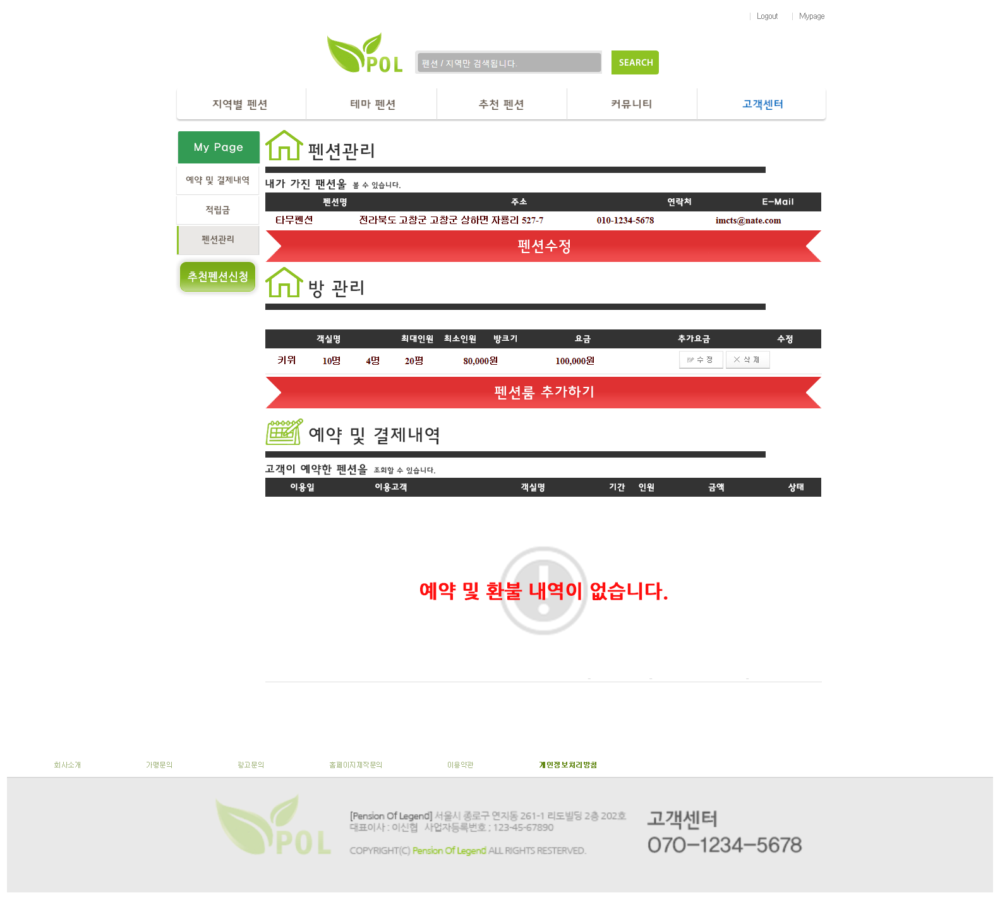 Logout Mypage
POL
펜션 / 지역만 검색됩니다. SEARCH
지역별 펜션 테마 펜션 추천 펜션 커뮤니티 고객센터
My Page
예약 및 결제내역
적립금
펜션관리
추천펜션신청
펜션관리
내가 가진 팬션울 볼 수 있습니다.
펜션명 주소 연락처 E-Mail
타무펜션 전라북도 고창군 고창군 상하면 자룡리 527-7 010-1234-5678 imcts@nate.com
펜션수정
방 관리
객실명 최대인원 최소인원 방크기 요금 추가요금 수정
키위 10명 4명 20평 80,000원 100,000원 수정 삭제
펜션룸 추가하기
예약 및 결제내역
고객이 예약한 펜션을 조회할 수 있습니다.
이용일 이용고객 객실명 기간 인원 금액 상태
예약 및 환불 내역이 없습니다.
회사소개 가맹문의 광고문의 홈페이지제작문의 이용약관 개인정보처리방침
POL
[Pension Of Legend] 서울시 종로구 연지동 261-1 리도빌딩 2층 202호
대표이사 : 이신협 사업자등록번호 ; 123-45-67890
COPYRIGHT(C) Pension Of Legend ALL RIGHTS RESTERVED.
고객센터
070-1234-5678